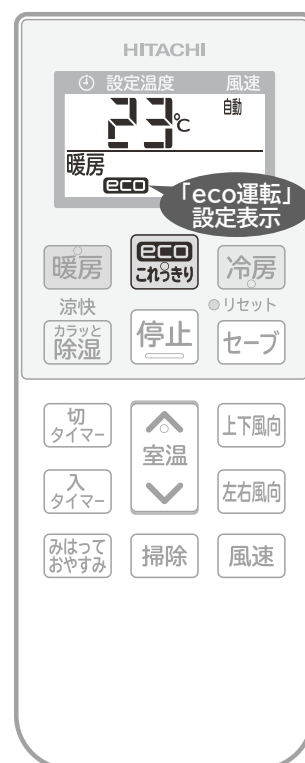 HITACHI
設定温度 風速
23℃ 自動
暖房
eco
「eco運転」
設定表示
暖房
eco
これっきり
冷房
涼快
リセット
カラッと
除湿
停止
セーブ
切
タイマー
室温
上下風向
入
タイマー
左右風向
みはって
おやすみ
掃除
風速